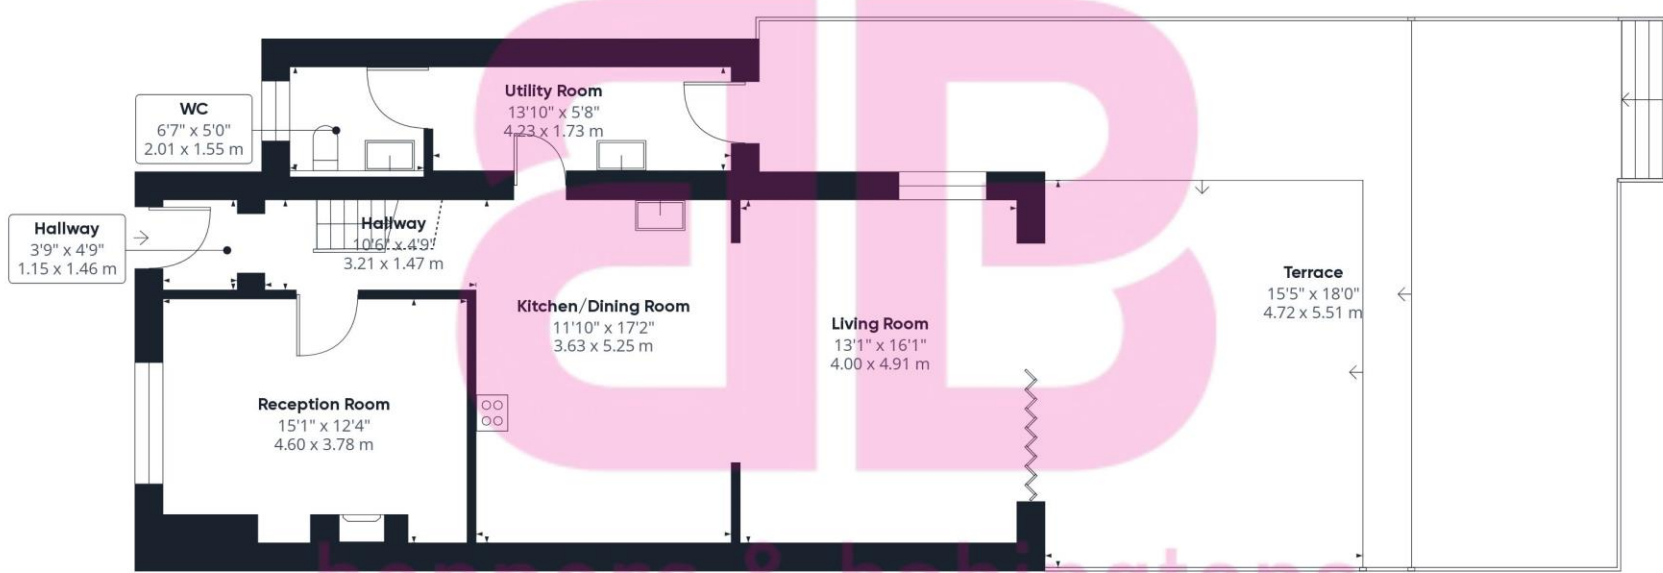 WC
6'7" x 5'0"
2.01 x 1.55 m
Utility Room
13'10" x 5'8"
4.23 x 1.73 m
Hallway
3'9" x 4'9"
1.15 x 1.46 m
Hallway
10'6" x 4'9"
3.21 x 1.47 m
Kitchen/Dining Room
11'10" x 17'2"
3.63 x 5.25 m
Living Room
13'1" x 16'1"
4.00 x 4.91 m
Terrace
15'5" x 18'0"
4.72 x 5.51 m
Reception Room
15'1" x 12'4"
4.60 x 3.78 m